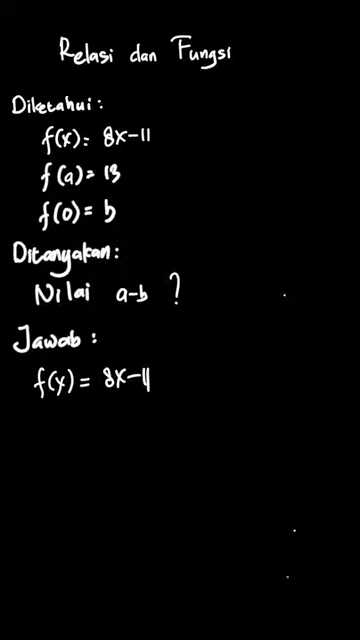 Relasi dan Fungsi
Diketahui:
f(x) = 8x-11
f(a) = 13
f(0) = b
Ditanyakan:
Nilai a-b ?
Jawab:
f(x) = 8x-11